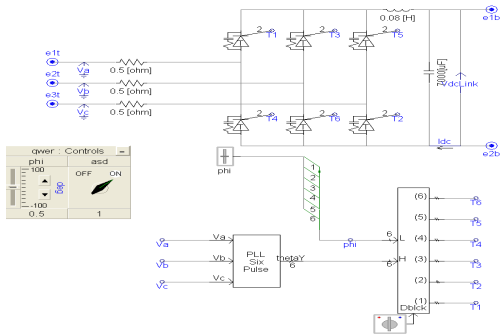 0.08 [H]
e1b
2 T1 2 T3 2 T5
e1t
Va
0.5 [ohm]
e2t
Vb
0.5 [ohm]
e3t
Vc
0.5 [ohm]
VdcLink
2 T4 2 T6 2 T2
Idc
e2b
qwer : Controls
phi asd
100
deg
OFF ON
-100
0.5 1
phi
1
2
3
4
5
6
Va Va
Vb Vb
Vc Vc
PLL
Six
Pulse
thetaY
6
phi
6 L
6 H
(6) T6
(5) T5
(4) T4
(3) T3
(2) T2
(1) T1
Dblck